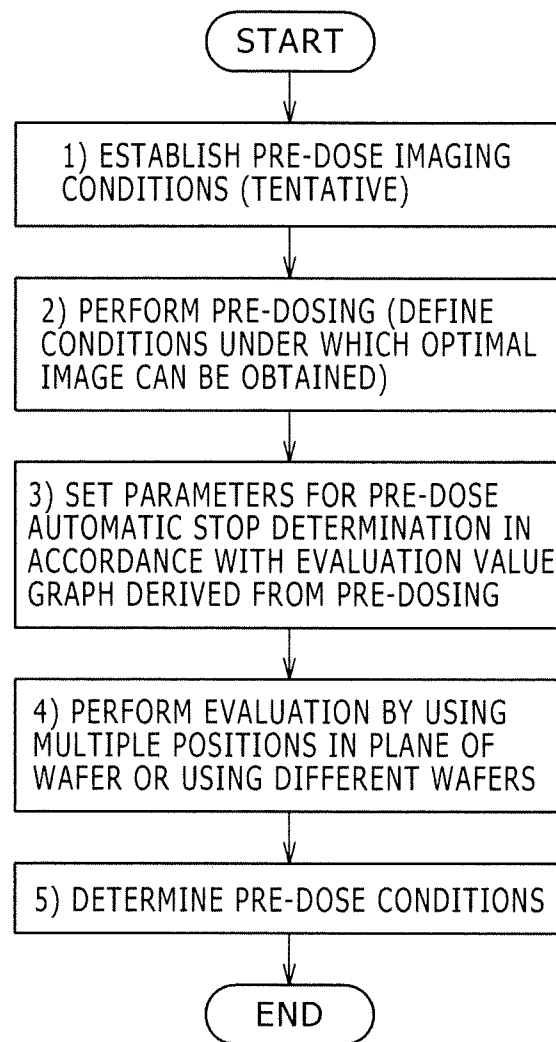 START
1) ESTABLISH PRE-DOSE IMAGING
CONDITIONS (TENTATIVE)
2) PERFORM PRE-DOSING (DEFINE
CONDITIONS UNDER WHICH OPTIMAL
IMAGE CAN BE OBTAINED)
3) SET PARAMETERS FOR PRE-DOSE
AUTOMATIC STOP DETERMINATION IN
ACCORDANCE WITH EVALUATION VALUE
GRAPH DERIVED FROM PRE-DOSING
4) PERFORM EVALUATION BY USING
MULTIPLE POSITIONS IN PLANE OF
WAFER OR USING DIFFERENT WAFERS
5) DETERMINE PRE-DOSE CONDITIONS
END